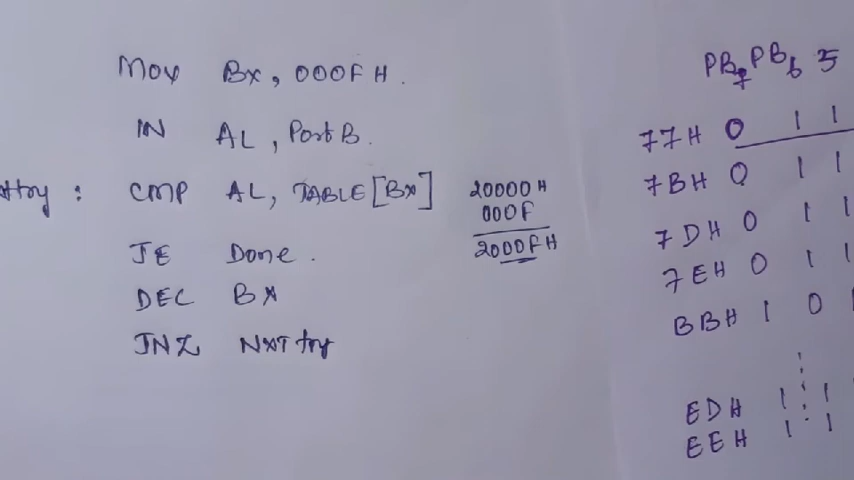 MOV BX, 000FH.
IN AL, Port B.
try : CMP AL, TABLE[BX]
JE Done.
DEC BX
JNZ NXT try
20000H
000F
2000FH
PB7 PB6 5
77H 0 1 1
7BH 0 1 1
7DH 0 1 1
7EH 0 1 1
BBH 1 0
EDH 1 1
EEH 1 1